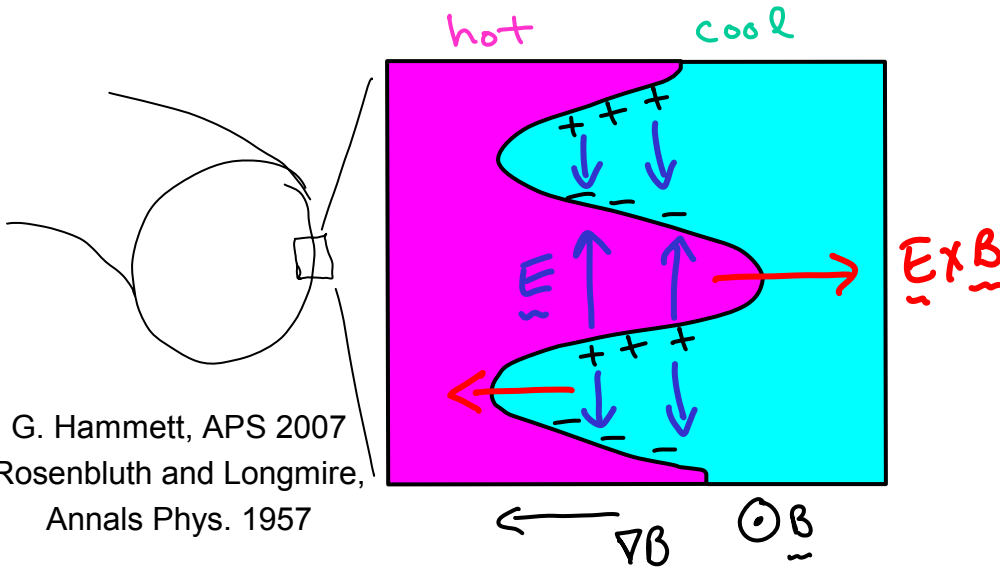 hot cool
+ + +
− − −
E
E×B
+ + +
− − −
G. Hammett, APS 2007
Rosenbluth and Longmire,
Annals Phys. 1957
∇B ⊙ B